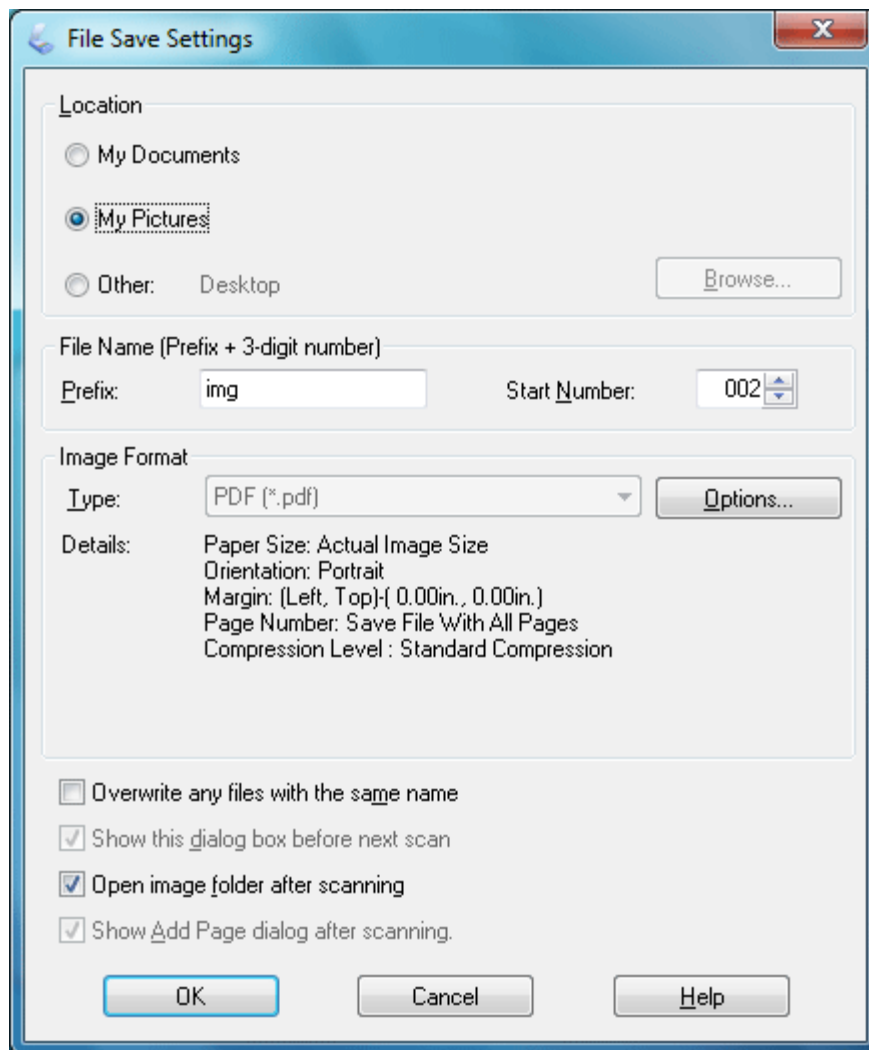 File Save Settings
Location
My Documents
My Pictures
Other: Desktop Browse...
File Name (Prefix + 3-digit number)
Prefix: img Start Number: 002
Image Format
Type: PDF (*.pdf) Options...
Details: Paper Size: Actual Image Size
Orientation: Portrait
Margin: (Left, Top)-( 0.00in., 0.00in.)
Page Number: Save File With All Pages
Compression Level : Standard Compression
Overwrite any files with the same name
Show this dialog box before next scan
Open image folder after scanning
Show Add Page dialog after scanning.
OK Cancel Help